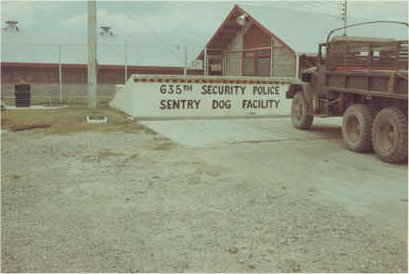 635TH SECURITY POLICE
SENTRY DOG FACILITY